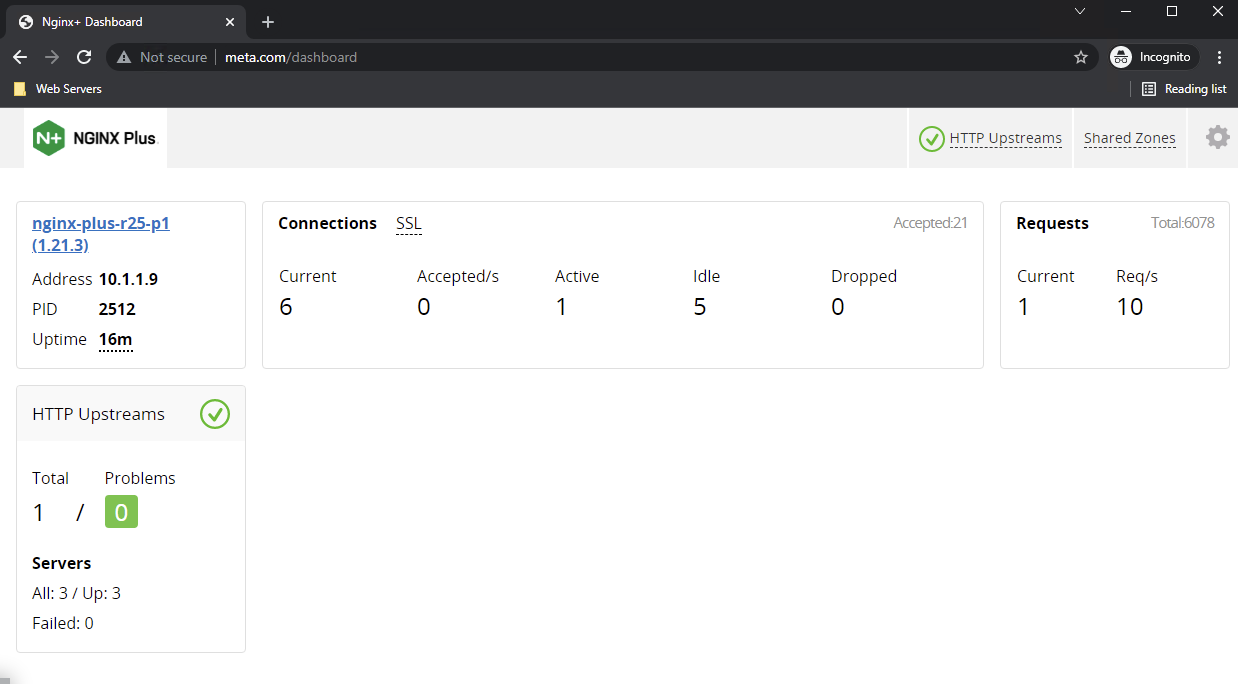 Nginx+ Dashboard
Not secure meta.com/dashboard Incognito
Web Servers Reading list
N+ NGINX Plus HTTP Upstreams Shared Zones
nginx-plus-r25-p1
(1.21.3)
Address 10.1.1.9
PID 2512
Uptime 16m
Connections SSL Accepted:21
Current Accepted/s Active Idle Dropped
6 0 1 5 0
Requests Total:6078
Current Req/s
1 10
HTTP Upstreams
Total Problems
1 / 0
Servers
All: 3 / Up: 3
Failed: 0